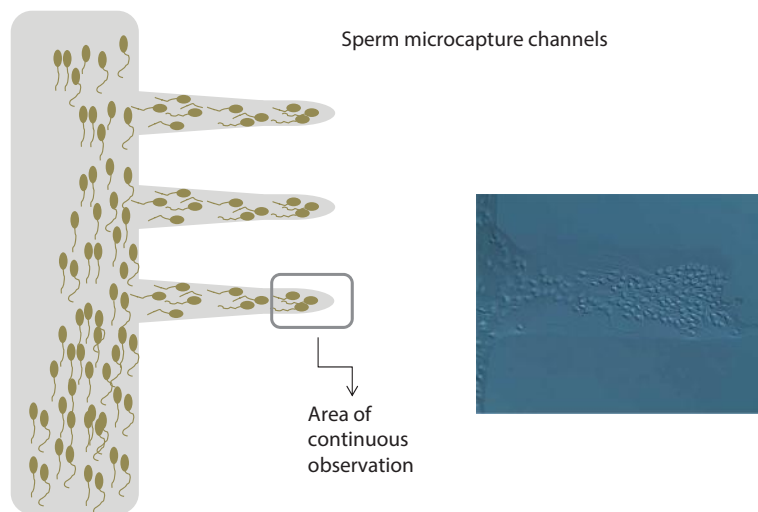 Sperm microcapture channels
Area of
continuous
observation